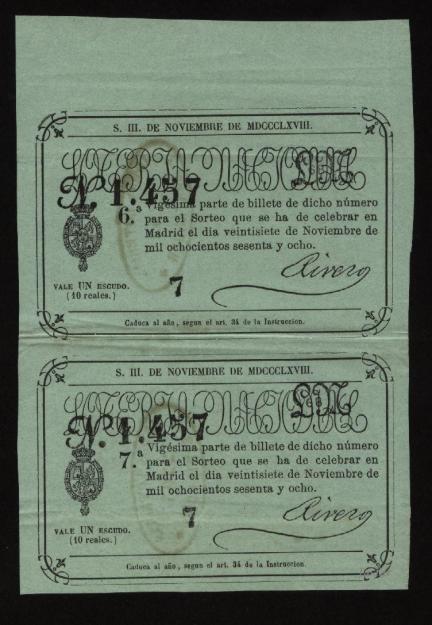 S. III. DE NOVIEMBRE DE MDCCCLXVIII.
LOTERIA NACIONAL
N. 1.457
6.ª Vigésima parte de billete de dicho número
para el Sorteo que se ha de celebrar en
Madrid el dia veintisiete de Noviembre de
mil ochocientos sesenta y ocho.
Rivero
7
VALE UN ESCUDO.
(10 reales.)
Caduca al año, segun el art. 34 de la Instruccion.
S. III. DE NOVIEMBRE DE MDCCCLXVIII.
LOTERIA NACIONAL
N. 1.457
7.ª Vigésima parte de billete de dicho número
para el Sorteo que se ha de celebrar en
Madrid el dia veintisiete de Noviembre de
mil ochocientos sesenta y ocho.
Rivero
7
VALE UN ESCUDO.
(10 reales.)
Caduca al año, segun el art. 34 de la Instruccion.